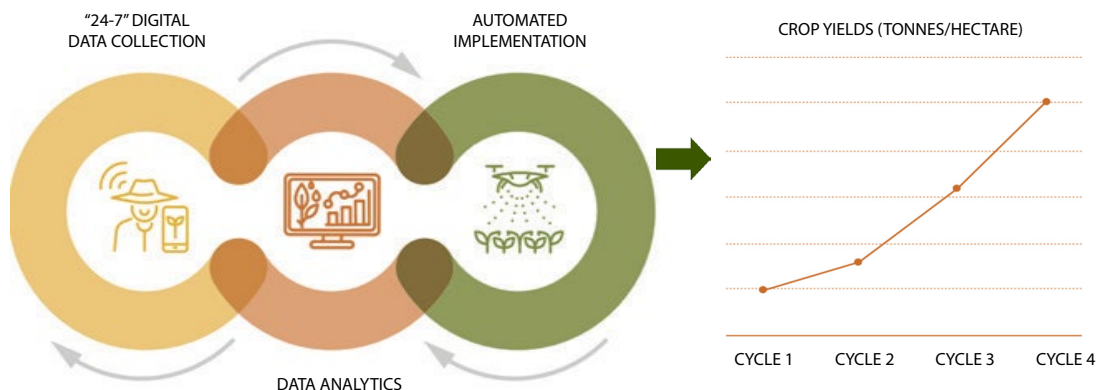 “24-7” DIGITAL
DATA COLLECTION
AUTOMATED
IMPLEMENTATION
DATA ANALYTICS
CROP YIELDS (TONNES/HECTARE)
CYCLE 1
CYCLE 2
CYCLE 3
CYCLE 4